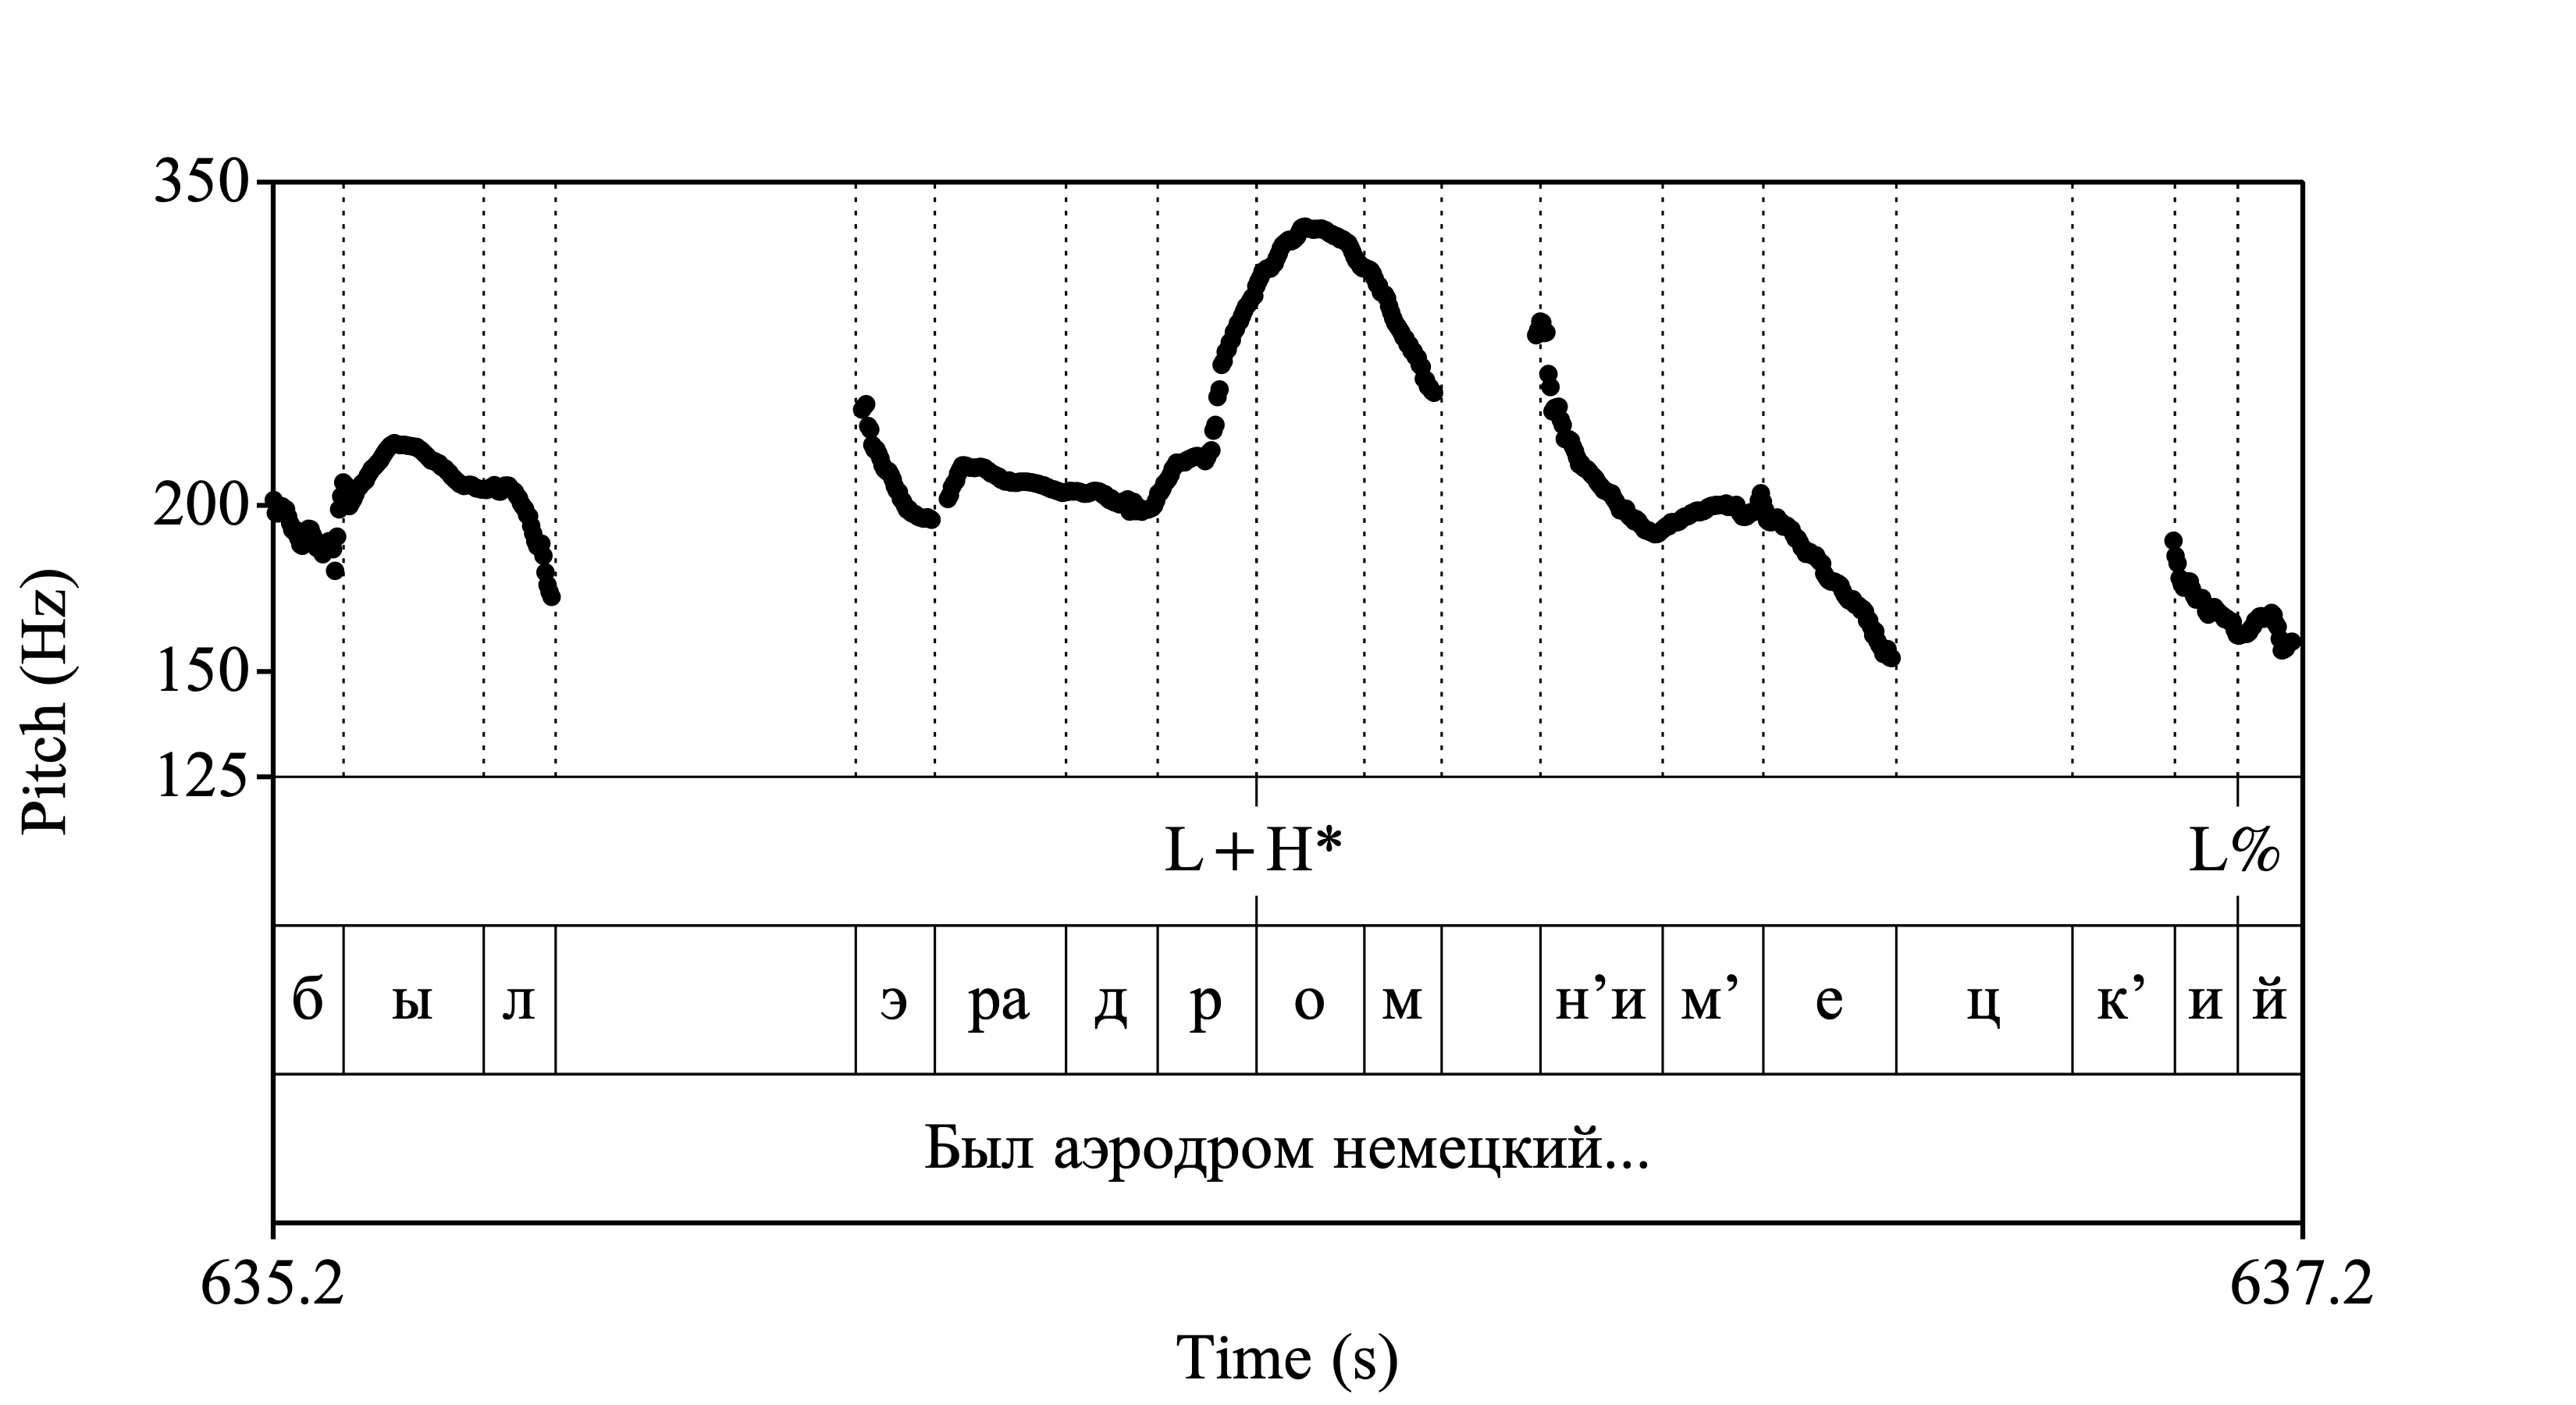 350
200
150
125
Pitch (Hz)
L+H* L%
б ы л э ра д р о м н’и м’ е ц к’ и й
Был аэродром немецкий...
635.2 637.2
Time (s)